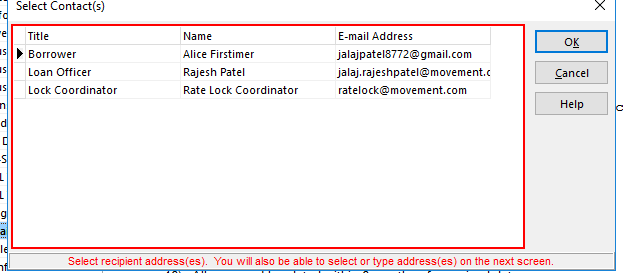 Select Contact(s)
Title Name E-mail Address
Borrower Alice Firstimer jalajpatel8772@gmail.com
Loan Officer Rajesh Patel jalaj.rajeshpatel@movement.c
Lock Coordinator Rate Lock Coordinator ratelock@movement.com
OK
Cancel
Help
Select recipient address(es). You will also be able to select or type address(es) on the next screen.